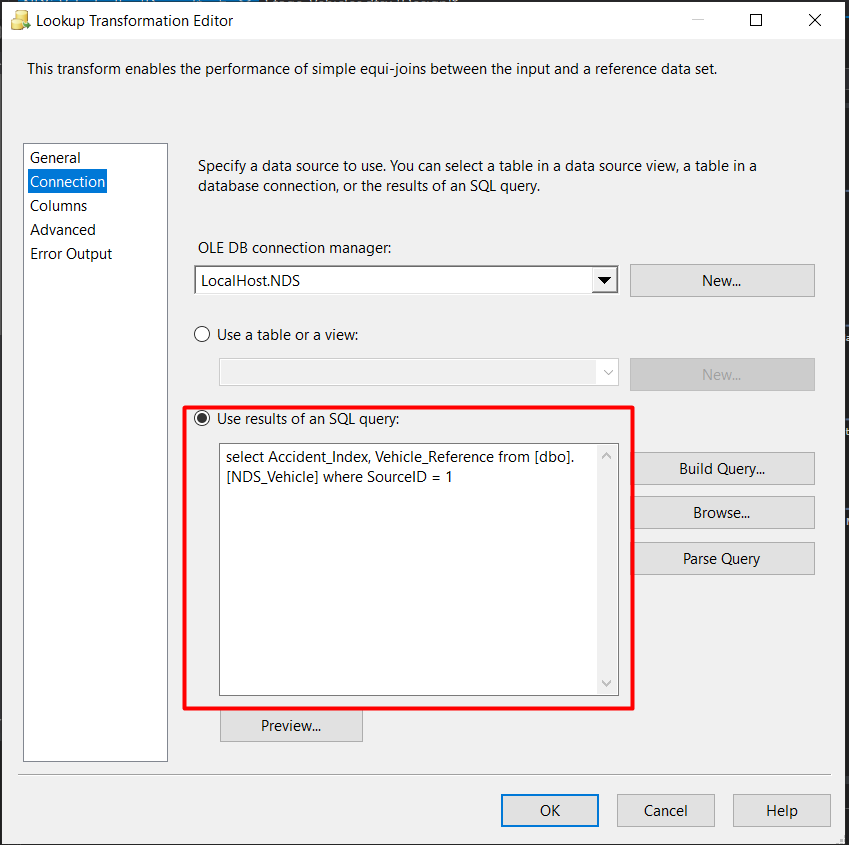 Lookup Transformation Editor
This transform enables the performance of simple equi-joins between the input and a reference data set.
General
Connection
Columns
Advanced
Error Output
Specify a data source to use. You can select a table in a data source view, a table in a
database connection, or the results of an SQL query.
OLE DB connection manager:
LocalHost.NDS
New...
Use a table or a view:
New...
Use results of an SQL query:
select Accident_Index, Vehicle_Reference from [dbo].
[NDS_Vehicle] where SourceID = 1
Build Query...
Browse...
Parse Query
Preview...
OK
Cancel
Help